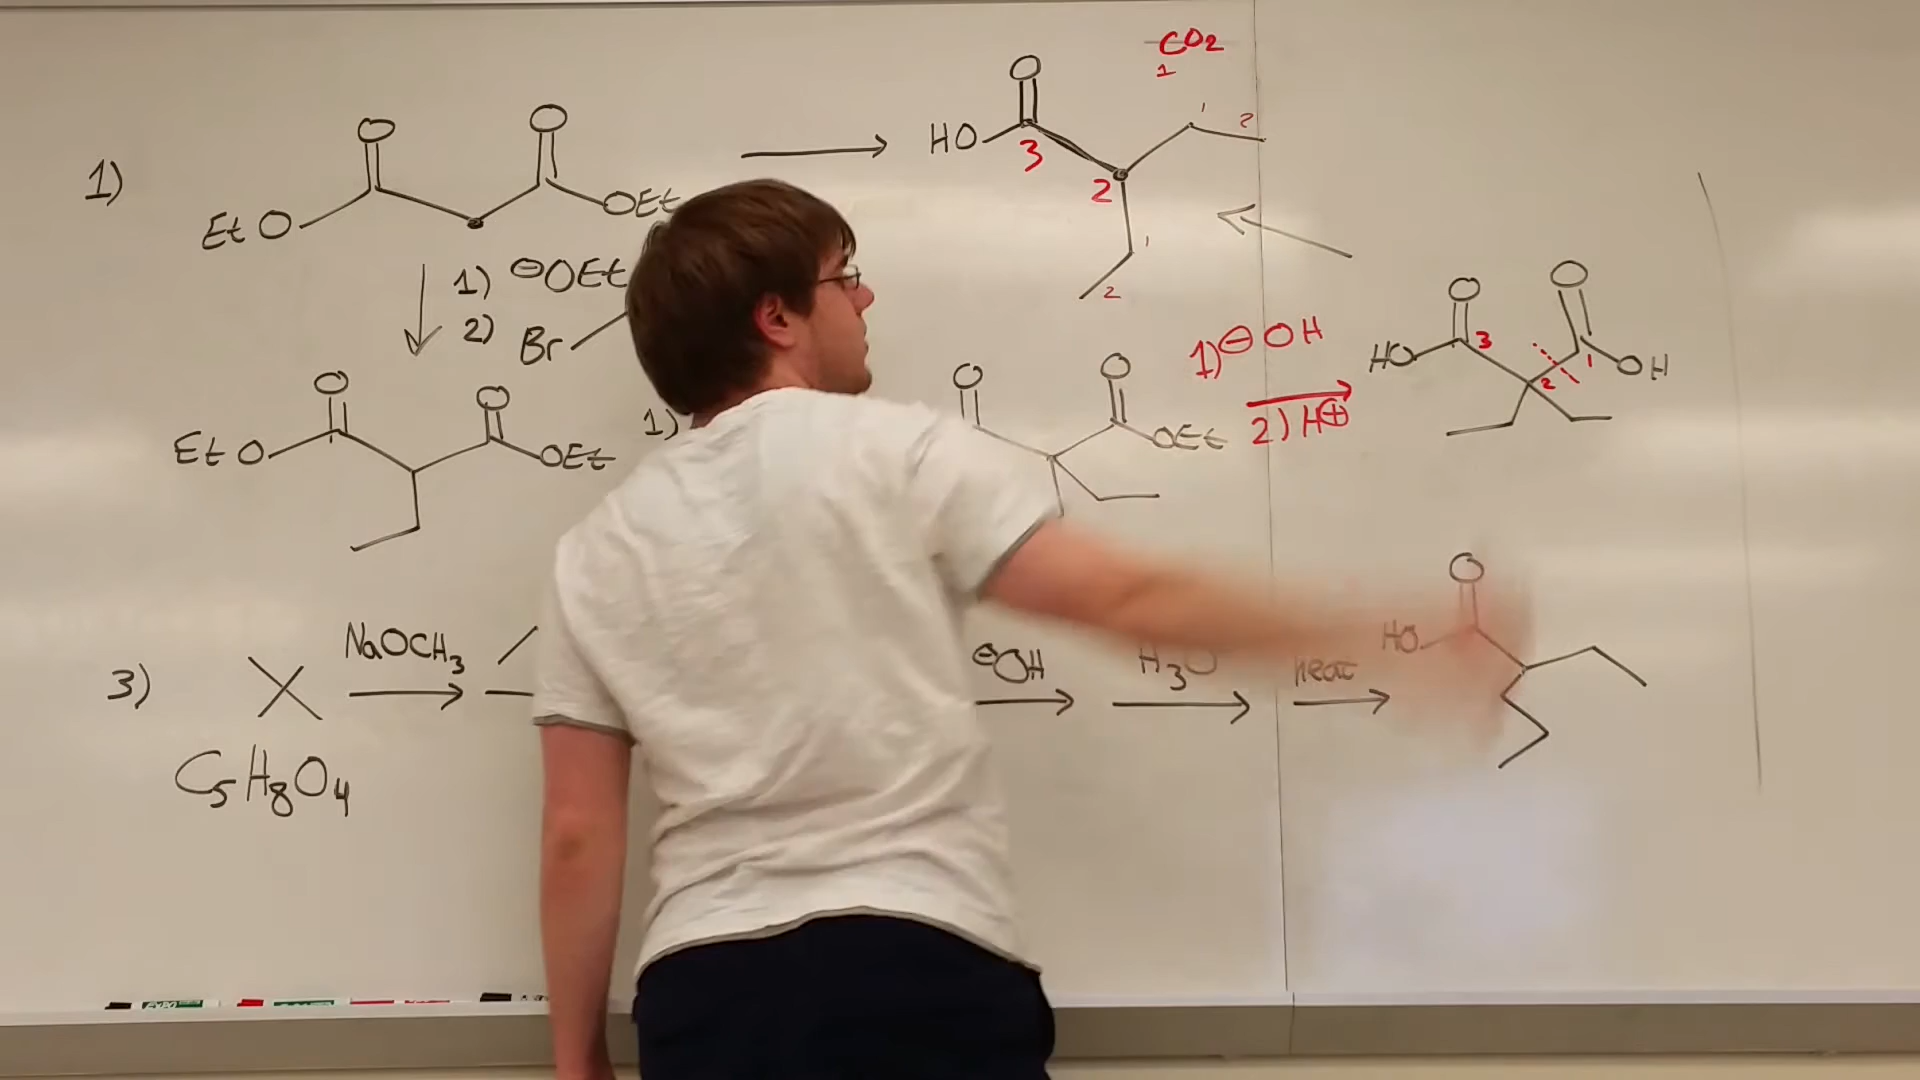 CO2
1
O
O
O
1)
HO
3
1
2
EtO
OEt
2
1
2
1) ⊖OEt
2) Br
O
O
1) ⊖OH
2) H⊕
HO
3
2
1
OH
O
O
EtO
OEt
1)
O
O
OEt
3)
X
NaOCH3
⊖OH
H3O
heat
HO
O
C5H8O4
EXPO